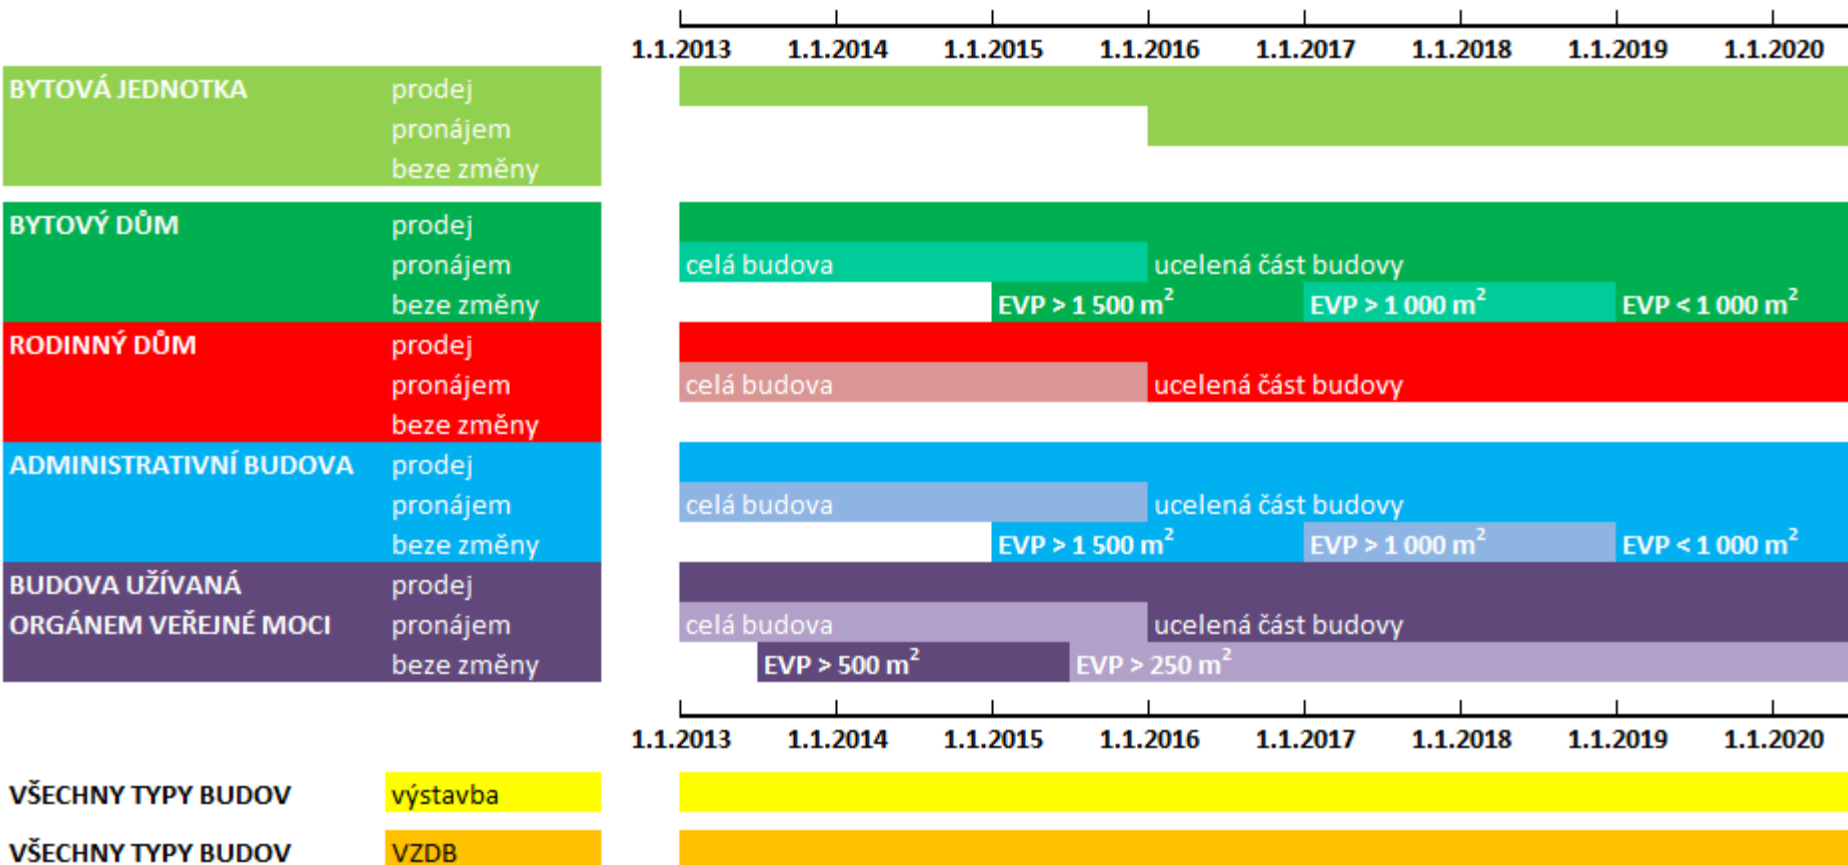 1.1.2013 1.1.2014 1.1.2015 1.1.2016 1.1.2017 1.1.2018 1.1.2019 1.1.2020
BYTOVÁ JEDNOTKA prodej
pronájem
beze změny
BYTOVÝ DŮM prodej
pronájem celá budova ucelená část budovy
beze změny EVP > 1 500 m² EVP > 1 000 m² EVP < 1 000 m²
RODINNÝ DŮM prodej
pronájem celá budova ucelená část budovy
beze změny
ADMINISTRATIVNÍ BUDOVA prodej
pronájem celá budova ucelená část budovy
beze změny EVP > 1 500 m² EVP > 1 000 m² EVP < 1 000 m²
BUDOVA UŽÍVANÁ prodej
ORGÁNEM VEŘEJNÉ MOCI pronájem celá budova ucelená část budovy
beze změny EVP > 500 m² EVP > 250 m²
1.1.2013 1.1.2014 1.1.2015 1.1.2016 1.1.2017 1.1.2018 1.1.2019 1.1.2020
VŠECHNY TYPY BUDOV výstavba
VŠECHNY TYPY BUDOV VZDB